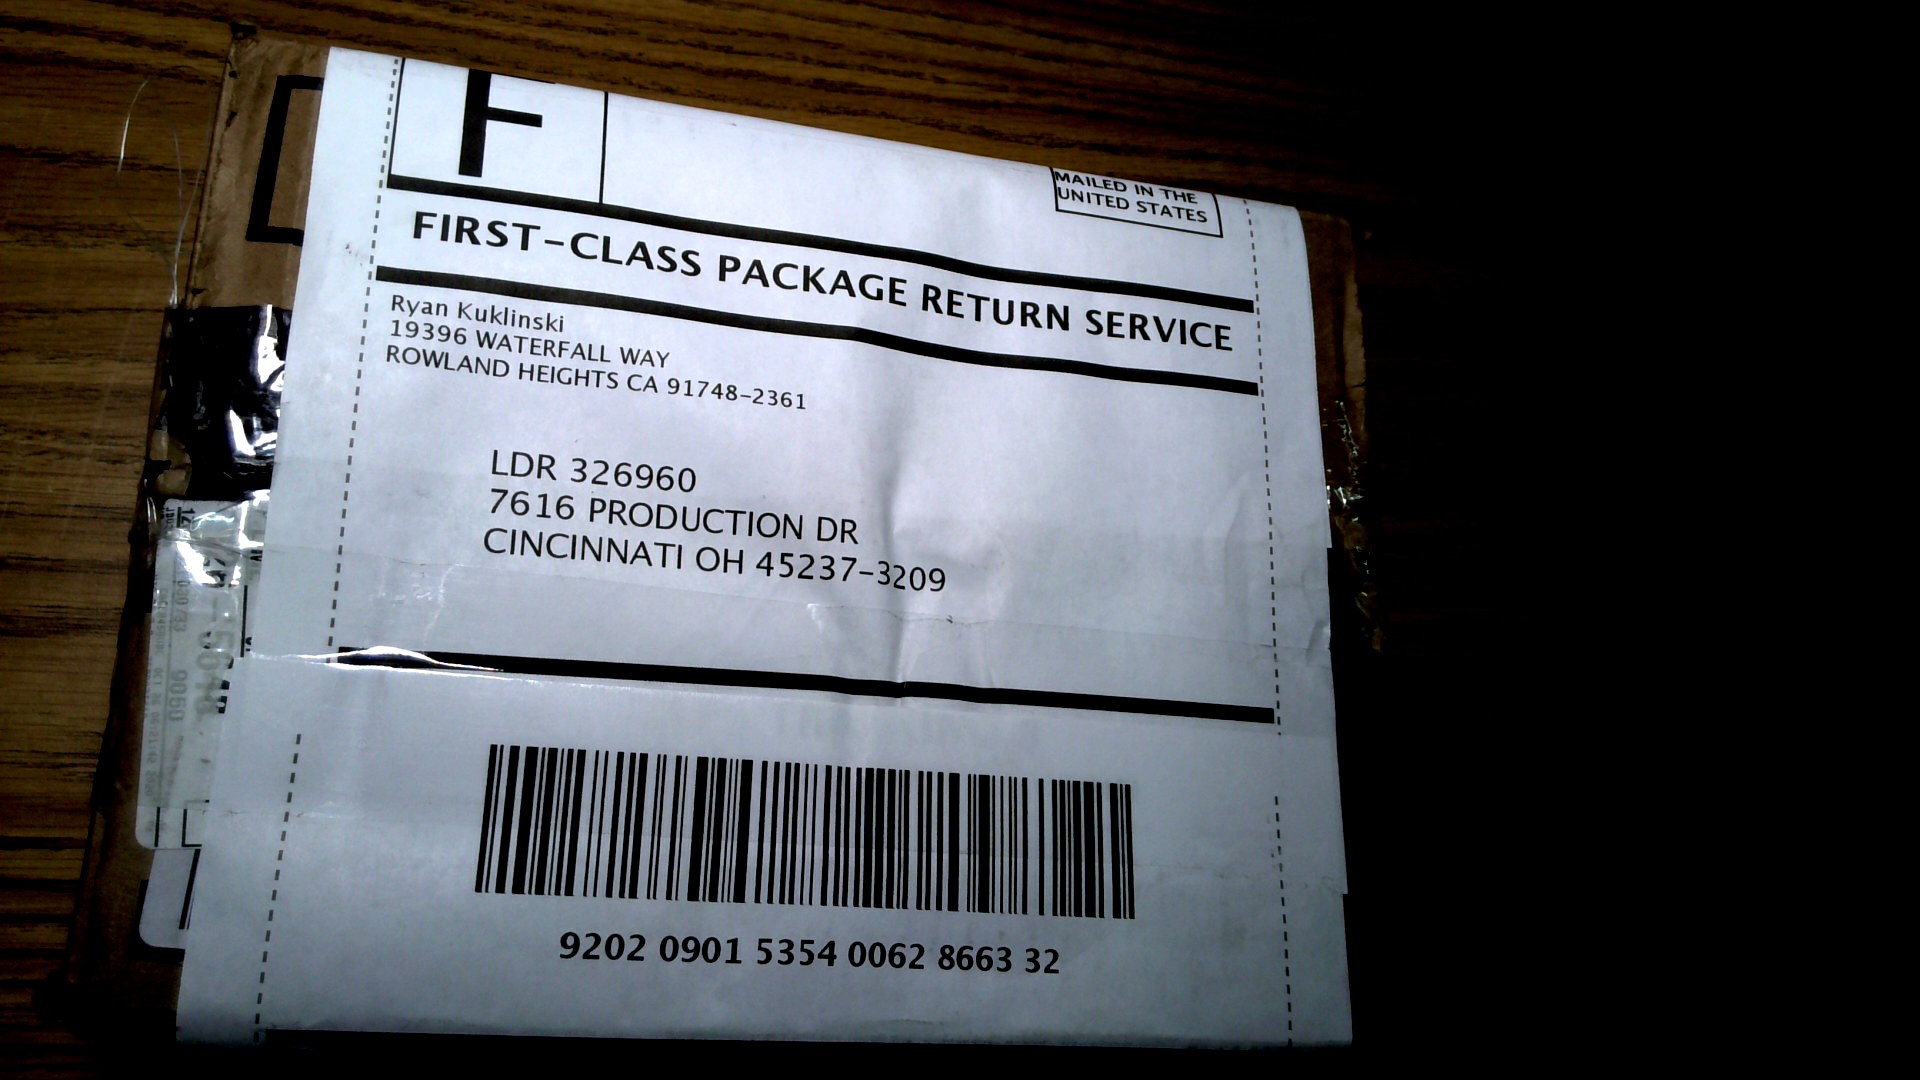 F
MAILED IN THE
UNITED STATES
FIRST-CLASS PACKAGE RETURN SERVICE
Ryan Kuklinski
19396 WATERFALL WAY
ROWLAND HEIGHTS CA 91748-2361
LDR 326960
7616 PRODUCTION DR
CINCINNATI OH 45237-3209
9202 0901 5354 0062 8663 32
9050